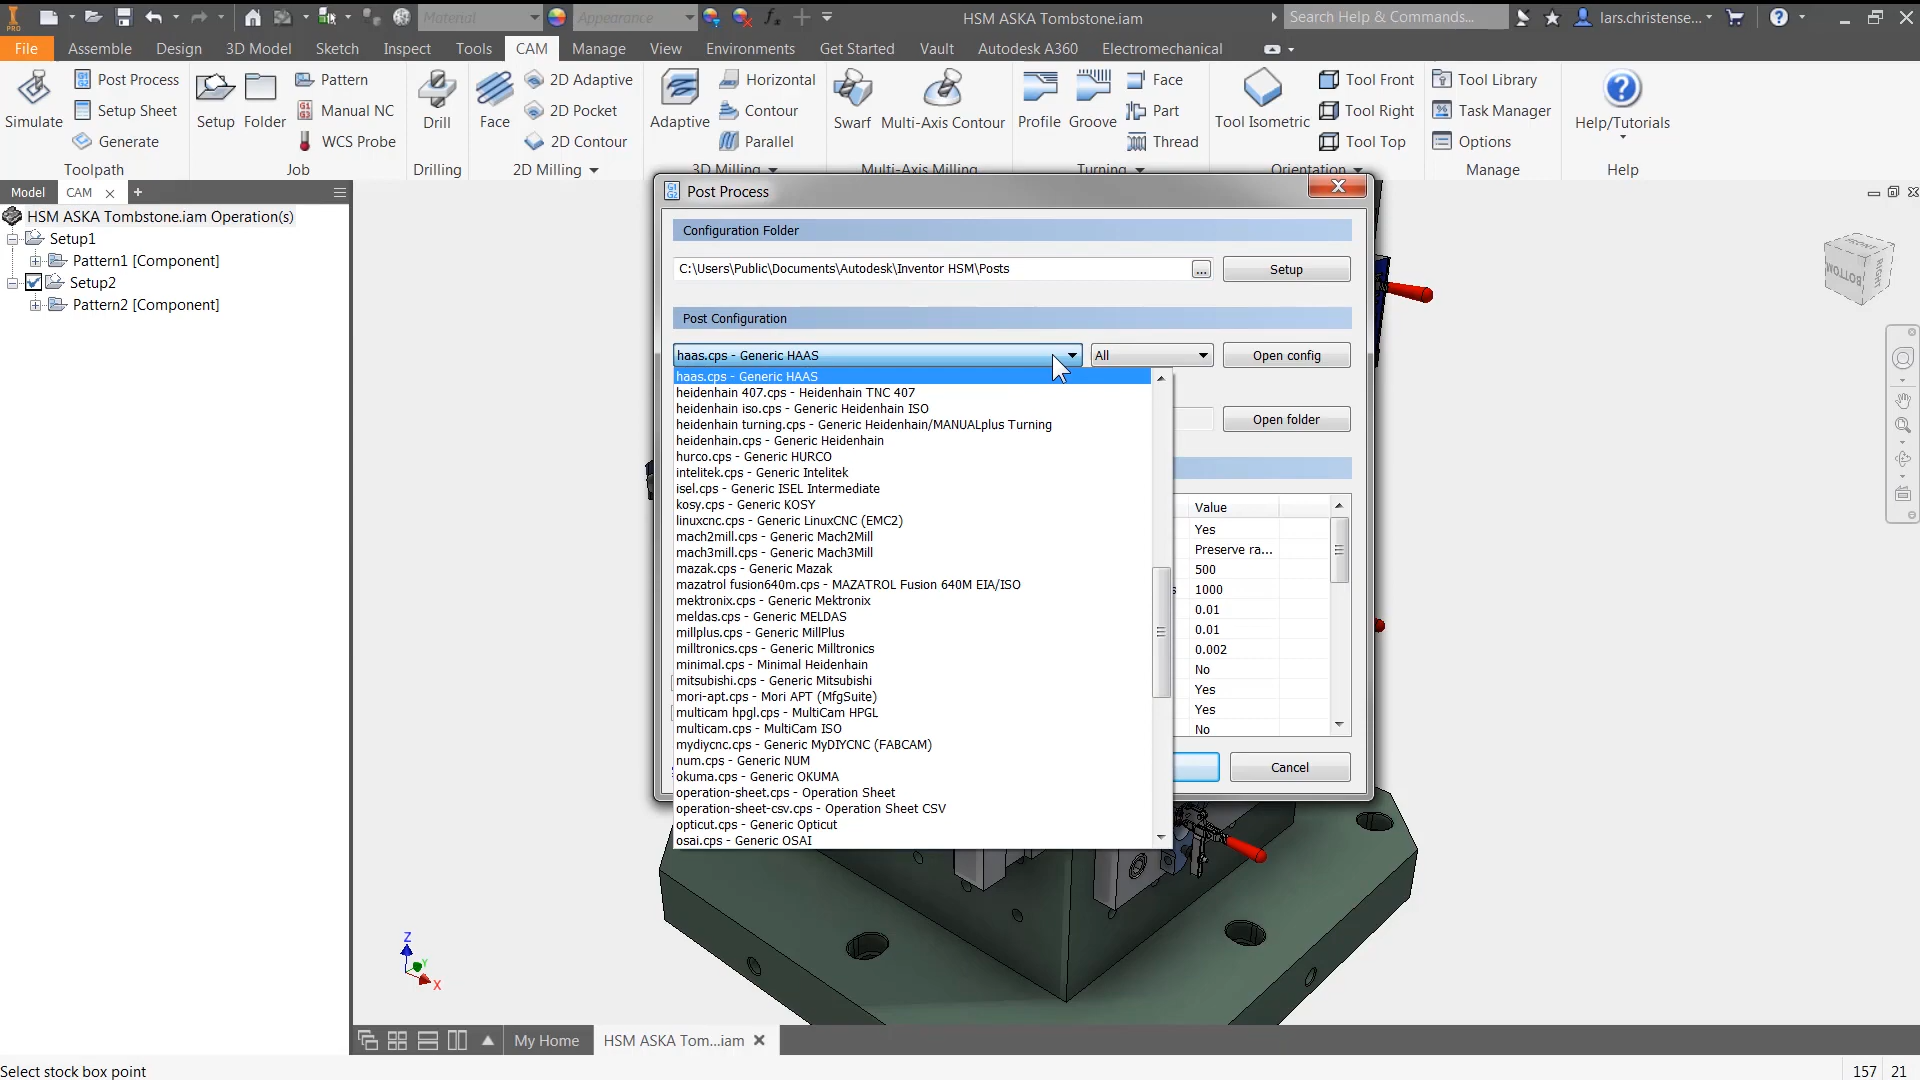 PRO
Material
Appearance
HSM ASKA Tombstone.iam
Search Help & Commands...
lars.christense...
File
Assemble
Design
3D Model
Sketch
Inspect
Tools
CAM
Manage
View
Environments
Get Started
Vault
Autodesk A360
Electromechanical
Simulate
Post Process
Setup Sheet
Generate
Toolpath
Setup
Folder
Pattern
Manual NC
WCS Probe
Job
Drill
Drilling
Face
2D Adaptive
2D Pocket
2D Contour
2D Milling
Adaptive
Horizontal
Contour
Parallel
3D Milling
Swarf
Multi-Axis Contour
Multi-Axis Milling
Profile
Groove
Face
Part
Thread
Turning
Tool Isometric
Tool Front
Tool Right
Tool Top
Orientation
Tool Library
Task Manager
Options
Manage
Help/Tutorials
Help
Model
CAM
HSM ASKA Tombstone.iam Operation(s)
Setup1
Pattern1 [Component]
Setup2
Pattern2 [Component]
Post Process
Configuration Folder
C:\Users\Public\Documents\Autodesk\Inventor HSM\Posts
...
Setup
Post Configuration
haas.cps - Generic HAAS
All
Open config
haas.cps - Generic HAAS
heidenhain 407.cps - Heidenhain TNC 407
heidenhain iso.cps - Generic Heidenhain ISO
heidenhain turning.cps - Generic Heidenhain/MANUALplus Turning
heidenhain.cps - Generic Heidenhain
hurco.cps - Generic HURCO
intelitek.cps - Generic Intelitek
isel.cps - Generic ISEL Intermediate
kosy.cps - Generic KOSY
linuxcnc.cps - Generic LinuxCNC (EMC2)
mach2mill.cps - Generic Mach2Mill
mach3mill.cps - Generic Mach3Mill
mazak.cps - Generic Mazak
mazatrol fusion640m.cps - MAZATROL Fusion 640M EIA/ISO
mektronix.cps - Generic Mektronix
meldas.cps - Generic MELDAS
millplus.cps - Generic MillPlus
milltronics.cps - Generic Milltronics
minimal.cps - Minimal Heidenhain
mitsubishi.cps - Generic Mitsubishi
mori-apt.cps - Mori APT (MfgSuite)
multicam hpgl.cps - MultiCam HPGL
multicam.cps - MultiCam ISO
mydiycnc.cps - Generic MyDIYCNC (FABCAM)
num.cps - Generic NUM
okuma.cps - Generic OKUMA
operation-sheet.cps - Operation Sheet
operation-sheet-csv.cps - Operation Sheet CSV
opticut.cps - Generic Opticut
osai.cps - Generic OSAI
Open folder
Value
Yes
Preserve ra...
500
1000
0.01
0.01
0.002
No
Yes
Yes
No
Cancel
FRONT
BOTTOM
RIGHT
Z
Y
X
My Home
HSM ASKA Tom...iam
Select stock box point
157
21